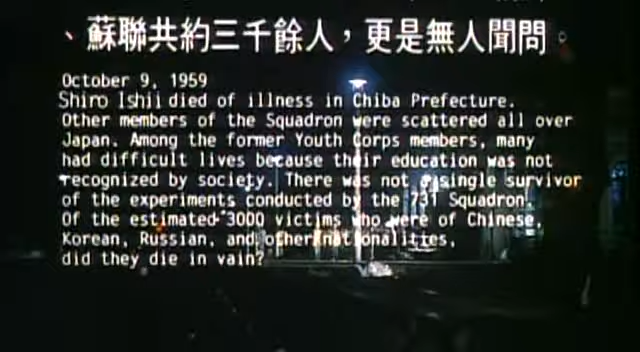 、蘇聯共約三千餘人，更是無人聞問。
October 9, 1959
Shiro Ishii died of illness in Chiba Prefecture.
Other members of the Squadron were scattered all over
Japan. Among the former Youth Corps members, many
had difficult lives because their education was not
recognized by society. There was not a single survivor
of the experiments conducted by the 731 Squadron.
Of the estimated 3000 victims who were of Chinese,
Korean, Russian, and other nationalities,
did they die in vain?